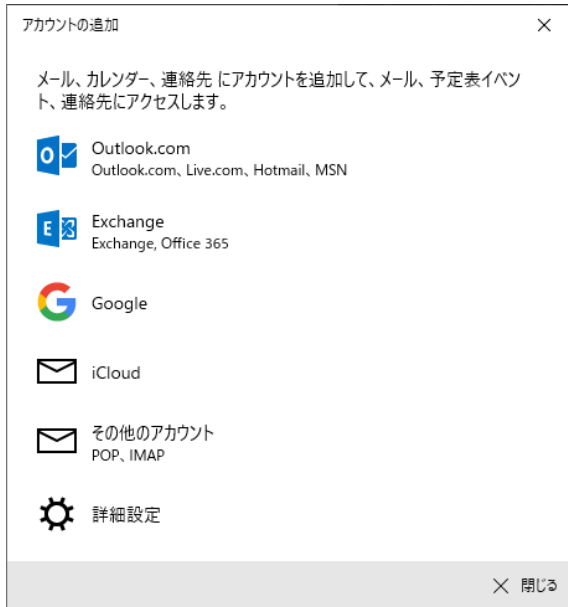 アカウントの追加
メール、カレンダー、連絡先 にアカウントを追加して、メール、予定表イベン
ト、連絡先にアクセスします。
Outlook.com
Outlook.com、Live.com、Hotmail、MSN
Exchange
Exchange, Office 365
Google
iCloud
その他のアカウント
POP、IMAP
詳細設定
閉じる